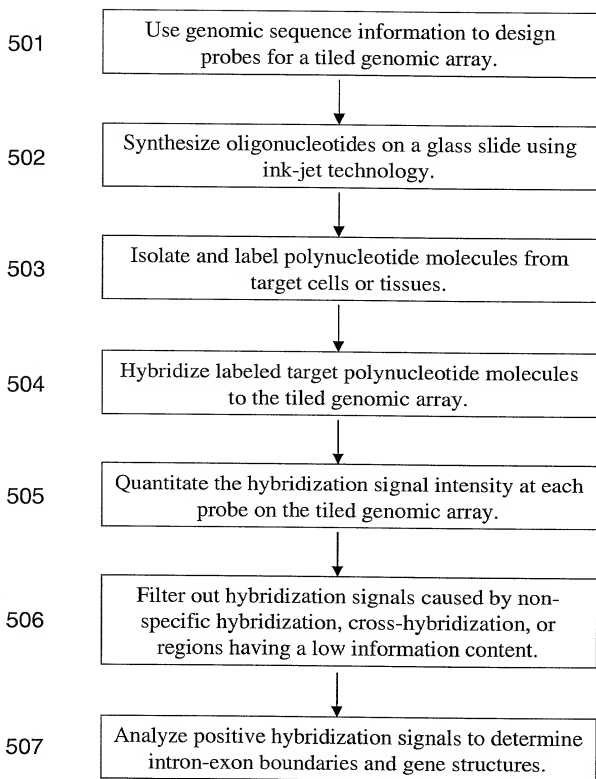 501
Use genomic sequence information to design
probes for a tiled genomic array.
502
Synthesize oligonucleotides on a glass slide using
ink-jet technology.
503
Isolate and label polynucleotide molecules from
target cells or tissues.
504
Hybridize labeled target polynucleotide molecules
to the tiled genomic array.
505
Quantitate the hybridization signal intensity at each
probe on the tiled genomic array.
506
Filter out hybridization signals caused by non-
specific hybridization, cross-hybridization, or
regions having a low information content.
507
Analyze positive hybridization signals to determine
intron-exon boundaries and gene structures.